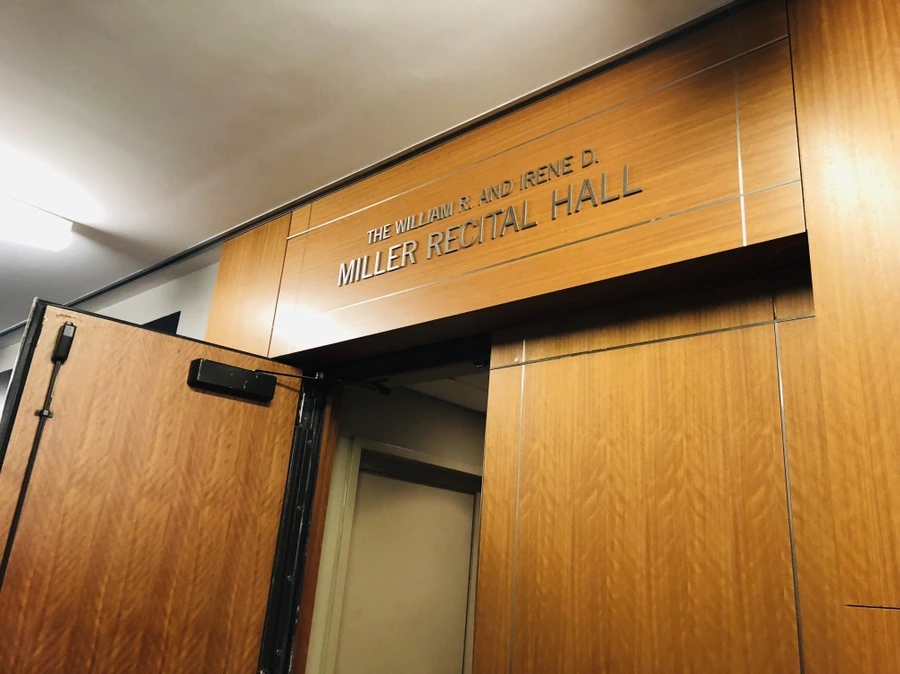 THE WILLIAM R. AND IRENE D.
MILLER RECITAL HALL